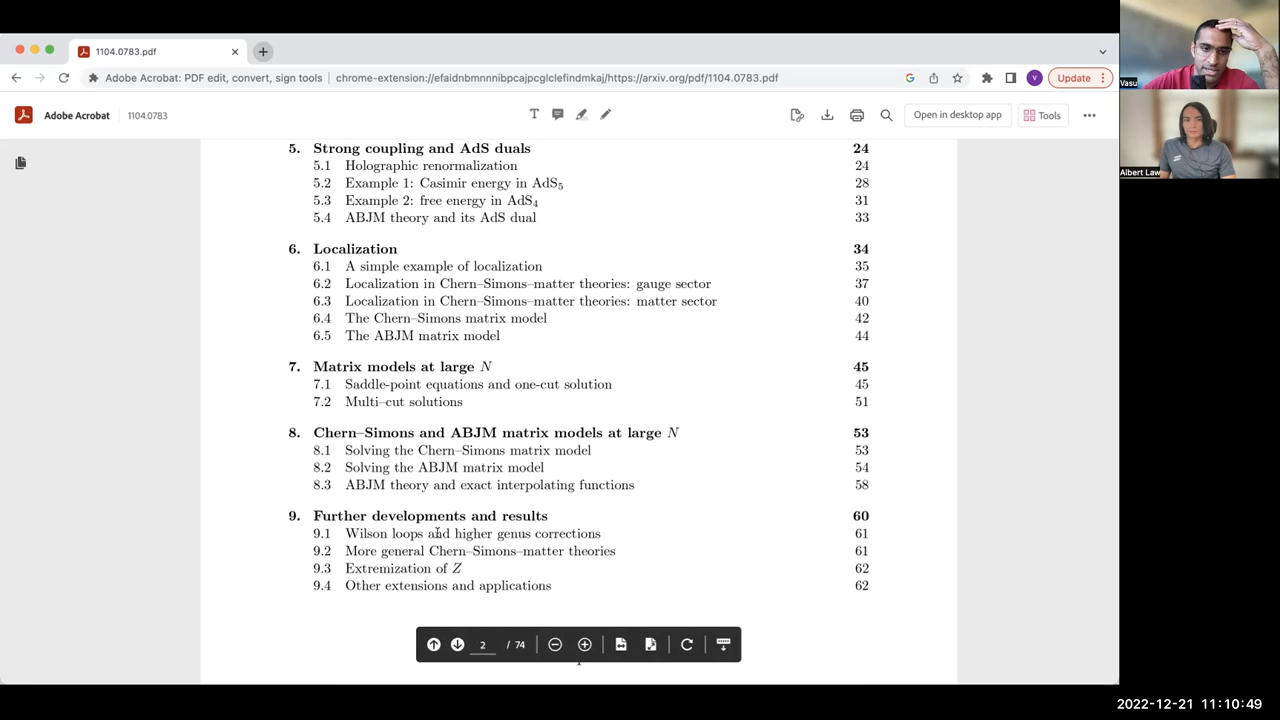 1104.0783.pdf
Adobe Acrobat: PDF edit, convert, sign tools | chrome-extension://efaidnbmnnnibpcajpcglclefindmkaj/https://arxiv.org/pdf/1104.0783.pdf
V
Update
Vasu
Adobe Acrobat 1104.0783
T
Open in desktop app
Tools
Albert Law
5. Strong coupling and AdS duals 24
5.1 Holographic renormalization 24
5.2 Example 1: Casimir energy in AdS₅ 28
5.3 Example 2: free energy in AdS₄ 31
5.4 ABJM theory and its AdS dual 33
6. Localization 34
6.1 A simple example of localization 35
6.2 Localization in Chern–Simons–matter theories: gauge sector 37
6.3 Localization in Chern–Simons–matter theories: matter sector 40
6.4 The Chern–Simons matrix model 42
6.5 The ABJM matrix model 44
7. Matrix models at large N 45
7.1 Saddle-point equations and one-cut solution 45
7.2 Multi–cut solutions 51
8. Chern–Simons and ABJM matrix models at large N 53
8.1 Solving the Chern–Simons matrix model 53
8.2 Solving the ABJM matrix model 54
8.3 ABJM theory and exact interpolating functions 58
9. Further developments and results 60
9.1 Wilson loops and higher genus corrections 61
9.2 More general Chern–Simons–matter theories 61
9.3 Extremization of Z 62
9.4 Other extensions and applications 62
2 / 74
2022-12-21 11:10:49